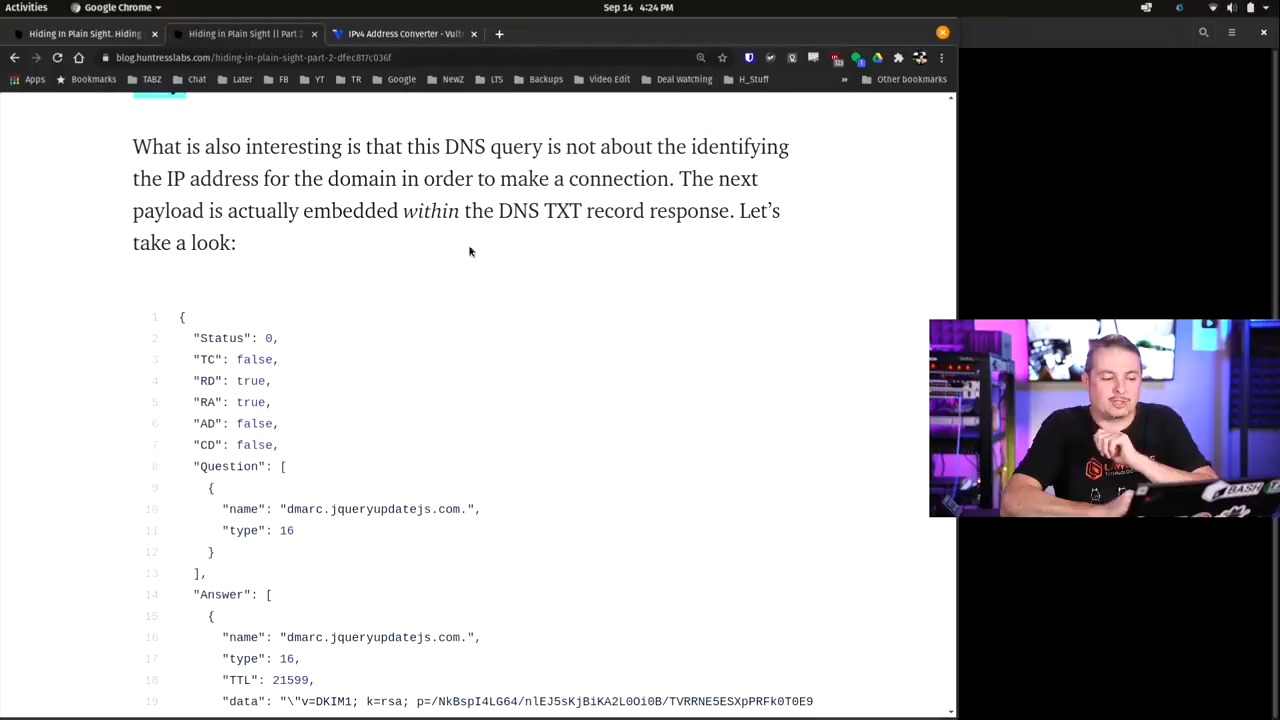 Activities Google Chrome Sep 14 4:24 PM
Hiding In Plain Sight. Hiding × Hiding in Plain Sight || Part 2 × IPv4 Address Converter - Vult × +
blog.huntresslabs.com/hiding-in-plain-sight-part-2-dfec817c036f
Apps Bookmarks TABZ Chat Later FB YT TR Google NewZ LTS Backups Video Edit Deal Watching H_Stuff » Other bookmarks
What is also interesting is that this DNS query is not about the identifying
the IP address for the domain in order to make a connection. The next
payload is actually embedded within the DNS TXT record response. Let’s
take a look:
1 {
2 "Status": 0,
3 "TC": false,
4 "RD": true,
5 "RA": true,
6 "AD": false,
7 "CD": false,
8 "Question": [
9 {
10 "name": "dmarc.jqueryupdatejs.com.",
11 "type": 16
12 }
13 ],
14 "Answer": [
15 {
16 "name": "dmarc.jqueryupdatejs.com.",
17 "type": 16,
18 "TTL": 21599,
19 "data": "\"v=DKIM1; k=rsa; p=/NkBspI4LG64/nlEJ5sKjBiKA2L0Oi0B/TVRRNE5ESXpPRFk0T0E9
BASH